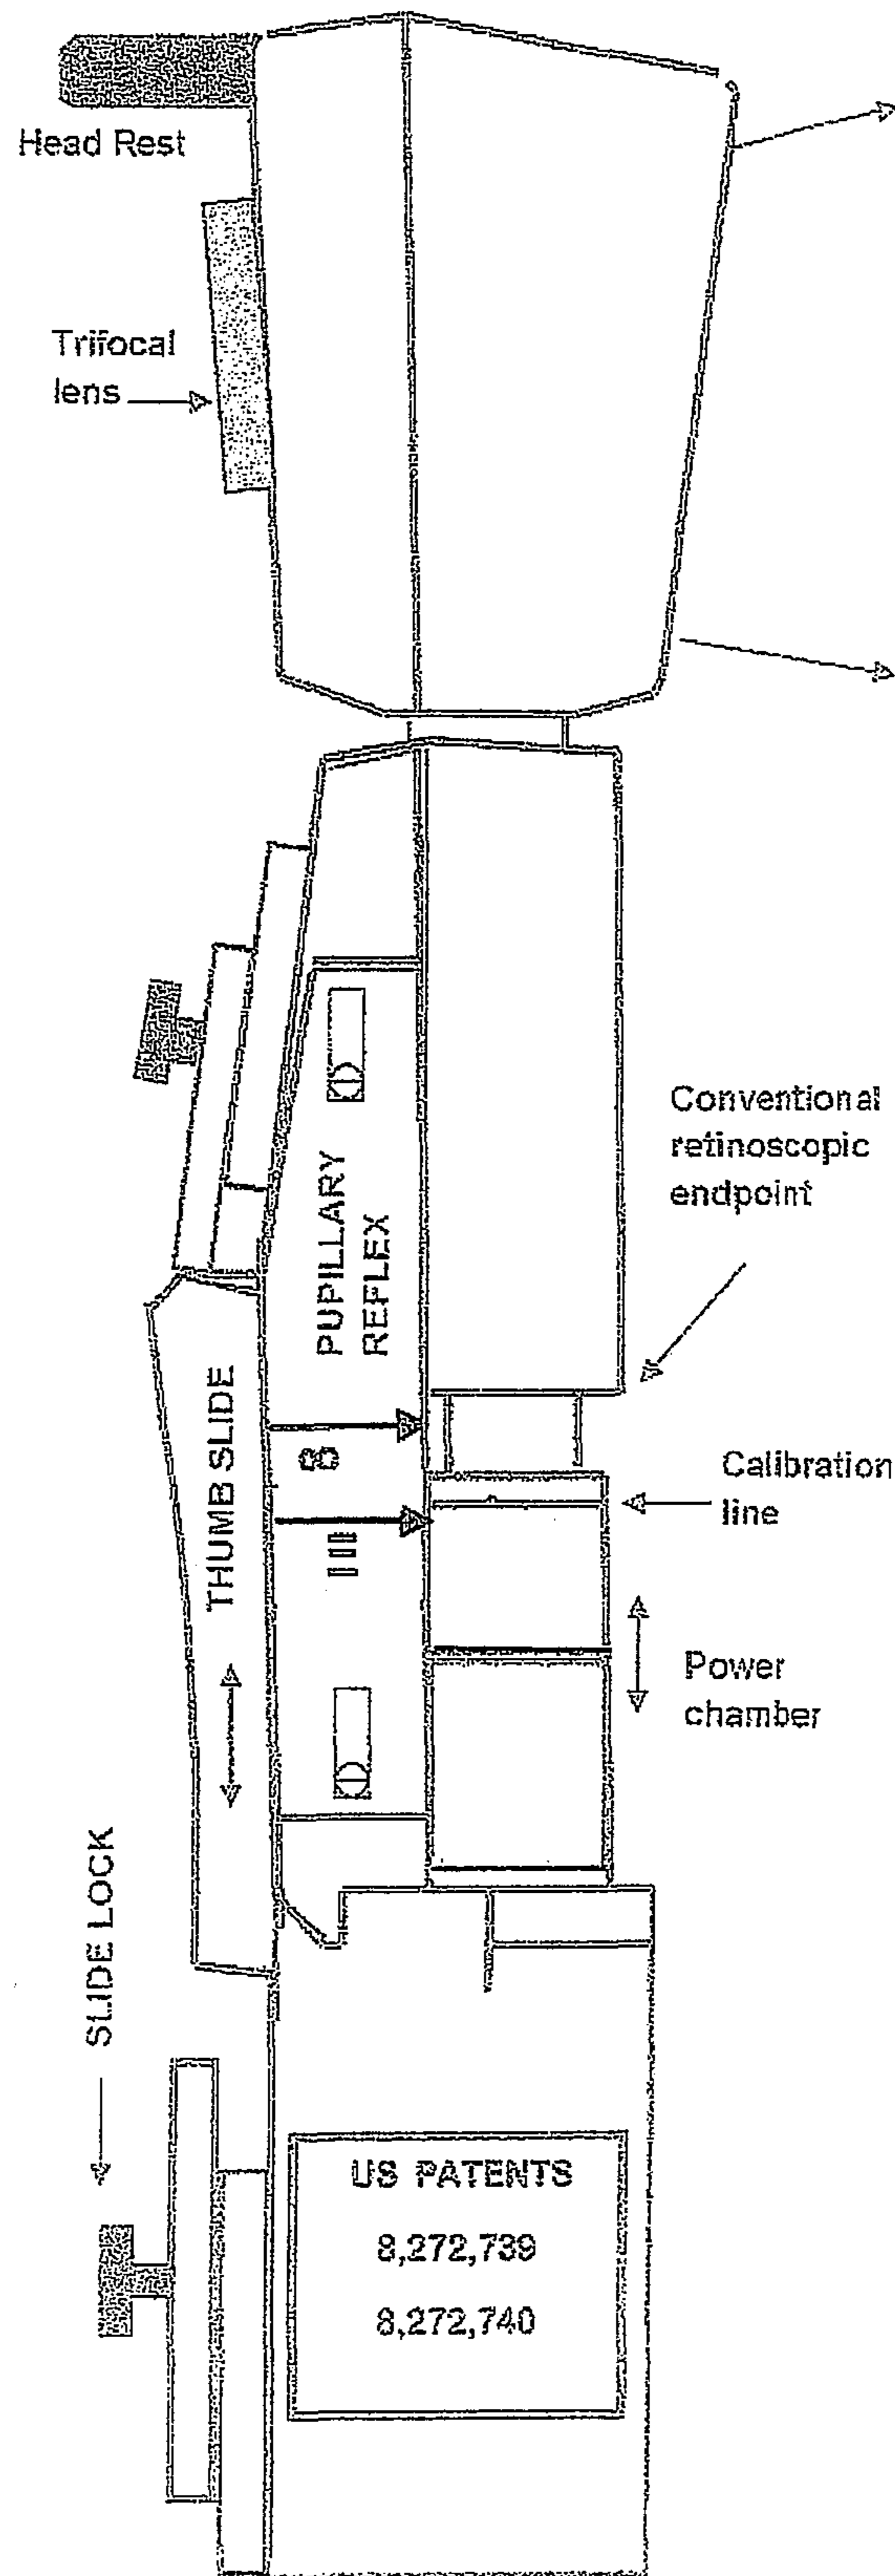 Head Rest
Trifocal
lens
Conventional
retinoscopic
endpoint
PUPILLARY
REFLEX
THUMB SLIDE
Calibration
line
Power
chamber
SLIDE LOCK
US PATENTS
8,272,739
8,272,740